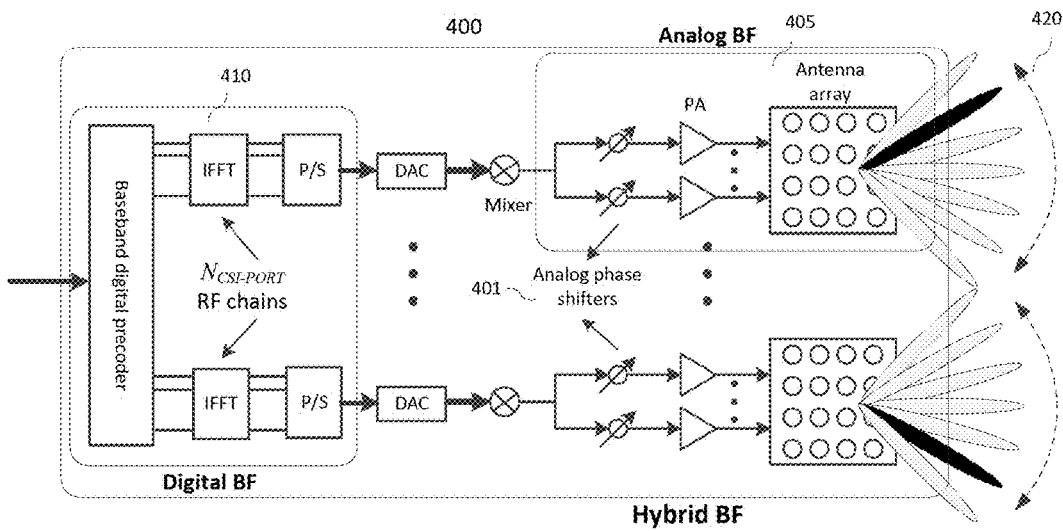 400
Analog BF
405
420
410
Antenna
array
PA
IFFT
P/S
DAC
Mixer
Baseband digital precoder
N_CSI-PORT
RF chains
401
Analog phase
shifters
IFFT
P/S
DAC
Digital BF
Hybrid BF